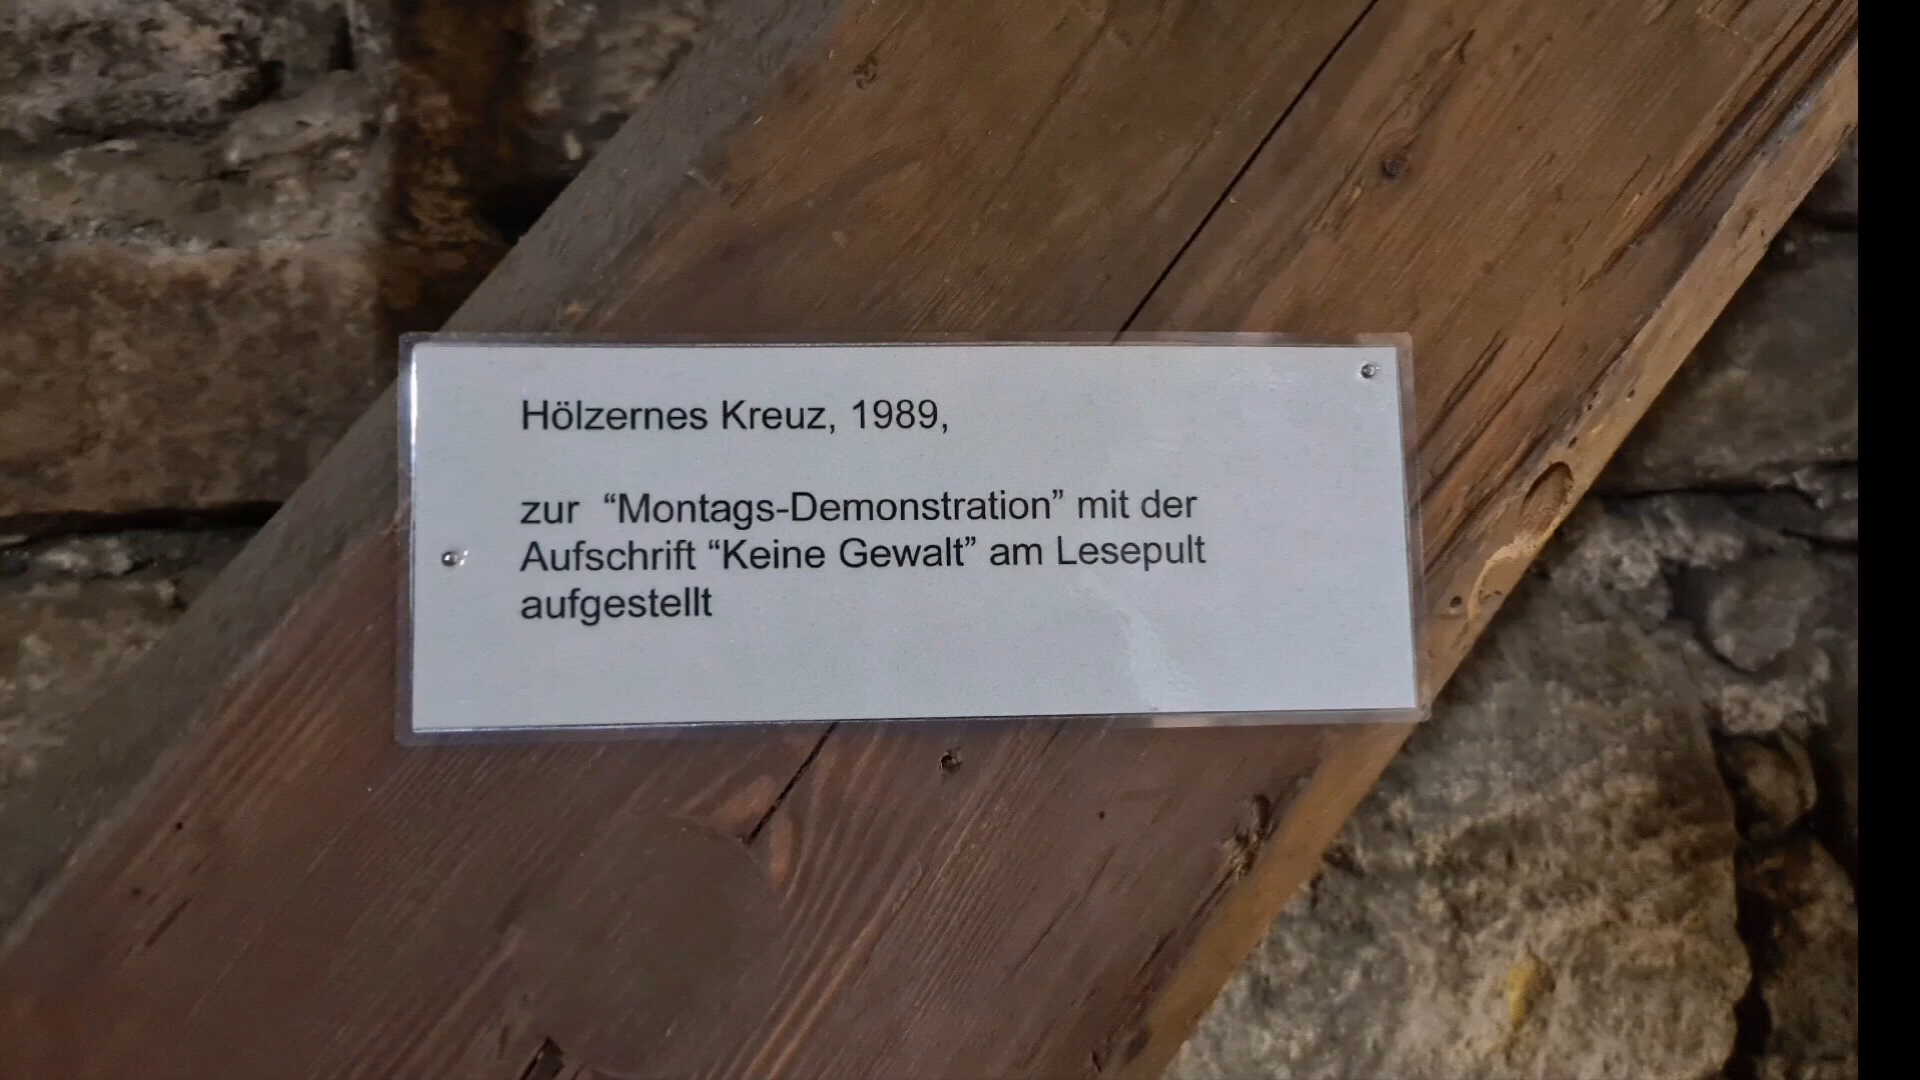 Hölzernes Kreuz, 1989,
zur “Montags-Demonstration” mit der
Aufschrift “Keine Gewalt” am Lesepult
aufgestellt